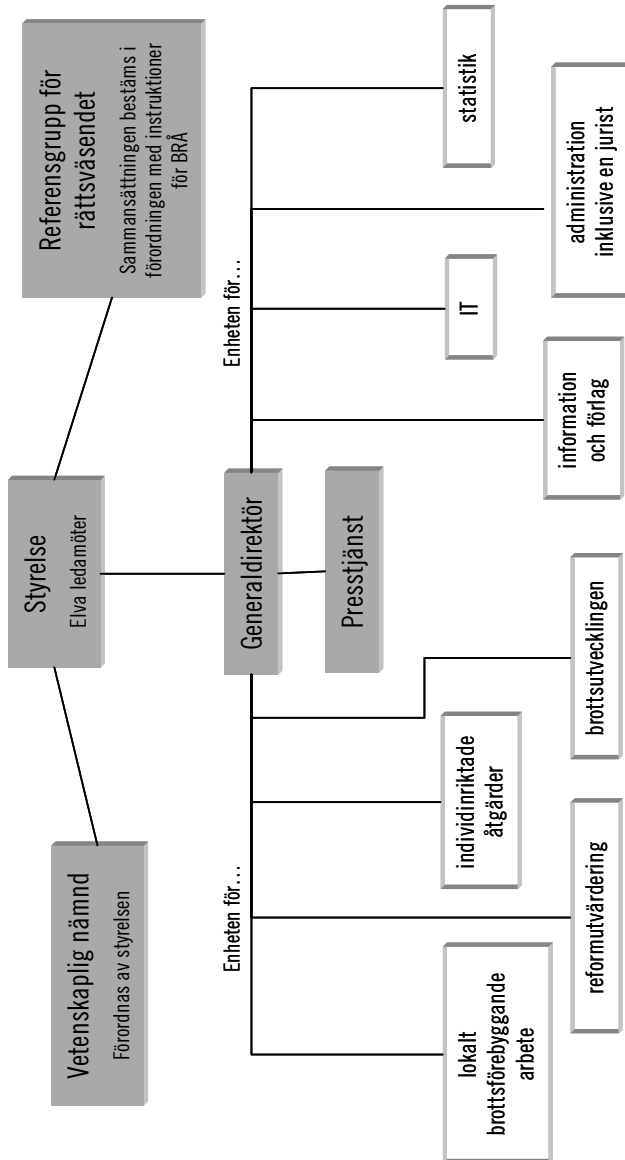 Styrelse
Elva ledamöter
Vetenskaplig nämnd
Förordnas av styrelsen
Referensgrupp för
rättsväsendet
Sammansättningen bestäms i
förordningen med instruktioner
för BRÅ
Generaldirektör
Presstjänst
Enheten för…
Enheten för…
lokalt
brottsförebyggande
arbete
reformutvärdering
individinriktade
åtgärder
brottsutvecklingen
information
och förlag
IT
administration
inklusive en jurist
statistik